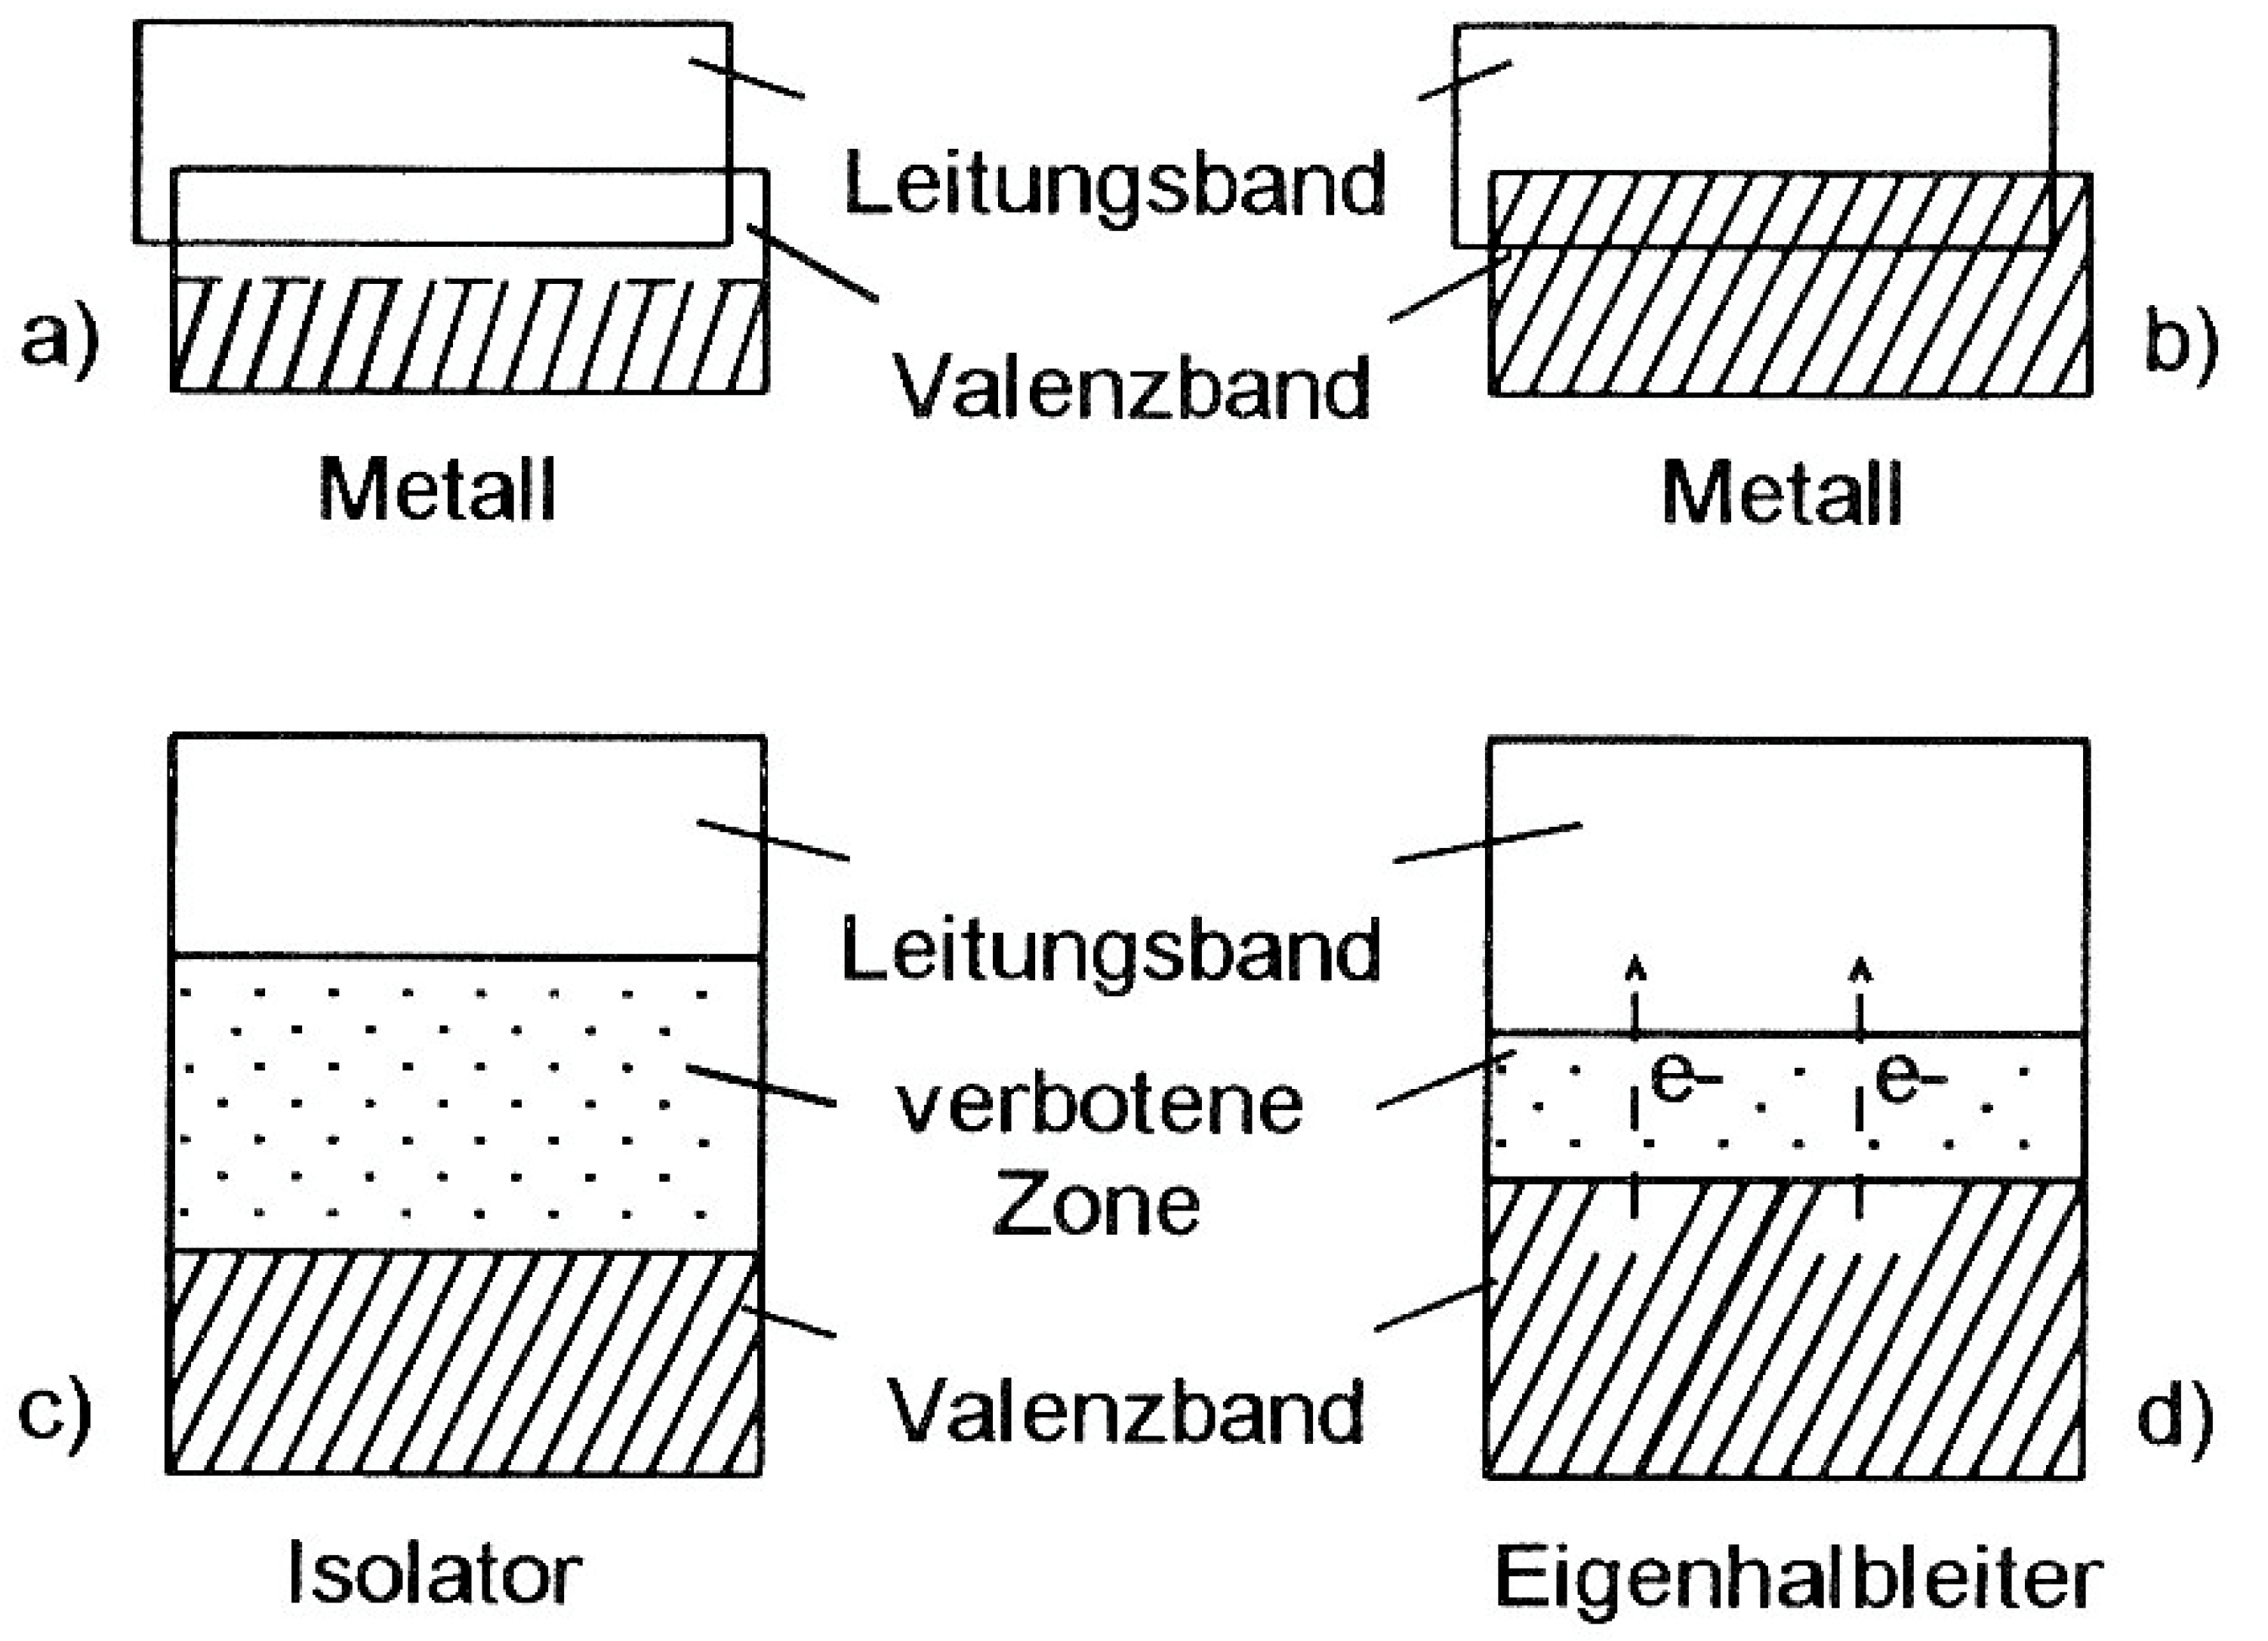 Leitungsband
a)
Valenzband
b)
Metall
Metall
Leitungsband
verbotene
e-
e-
Zone
c)
Valenzband
d)
Isolator
Eigenhalbleiter